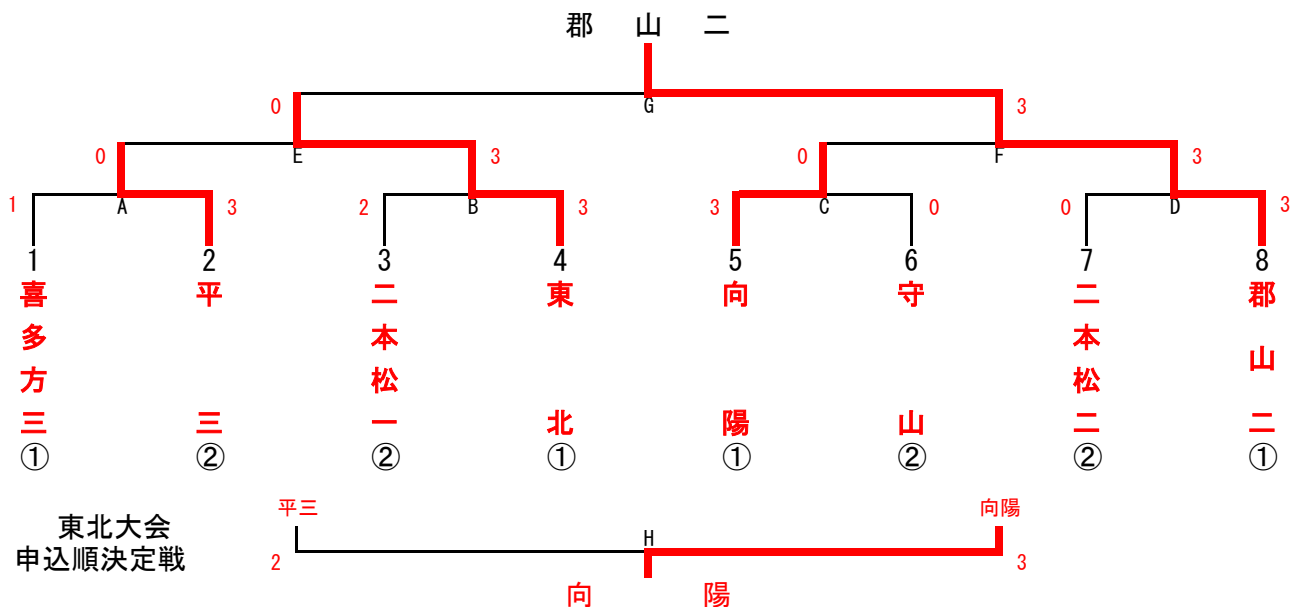 郡山二
0 G 3
0 E 3 0 F 3
1 A 3 2 B 3 3 C 0 0 D 3
1 2 3 4 5 6 7 8
喜多方三①
平三②
二本松一②
東北①
向陽①
守山②
二本松二②
郡山二①
平三 向陽
東北大会
申込順決定戦
2 H 3
向陽